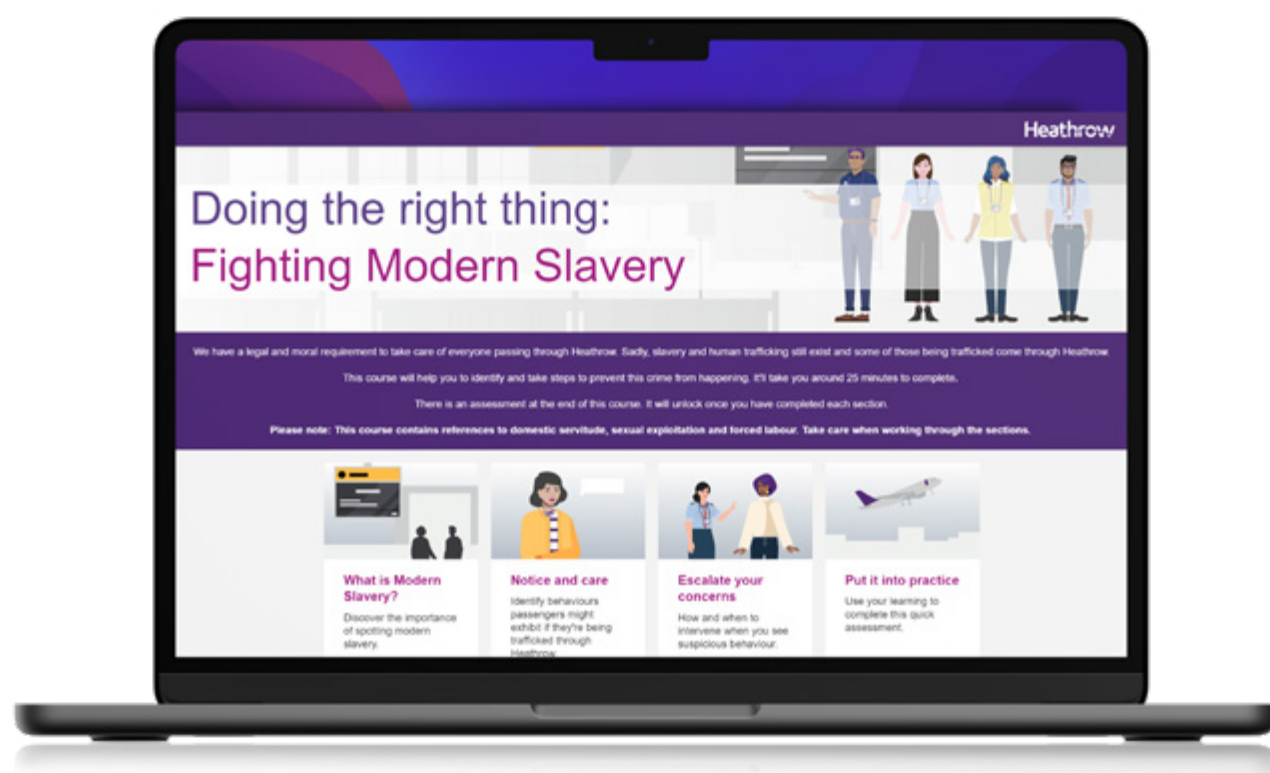 Heathrow
Doing the right thing:
Fighting Modern Slavery
We have a legal and moral requirement to take care of everyone passing through Heathrow. Sadly, slavery and human trafficking still exist and some of those being trafficked come through Heathrow.
This course will help you to identify and take steps to prevent this crime from happening. It'll take you around 25 minutes to complete.
There is an assessment at the end of this course. It will unlock once you have completed each section.
Please note: This course contains references to domestic servitude, sexual exploitation and forced labour. Take care when working through the sections.
What is Modern
Slavery?
Discover the importance
of spotting modern
slavery.
Notice and care
Identify behaviours
passengers might
exhibit if they're being
trafficked through
Heathrow.
Escalate your
concerns
How and when to
intervene when you see
suspicious behaviour.
Put it into practice
Use your learning to
complete this quick
assessment.